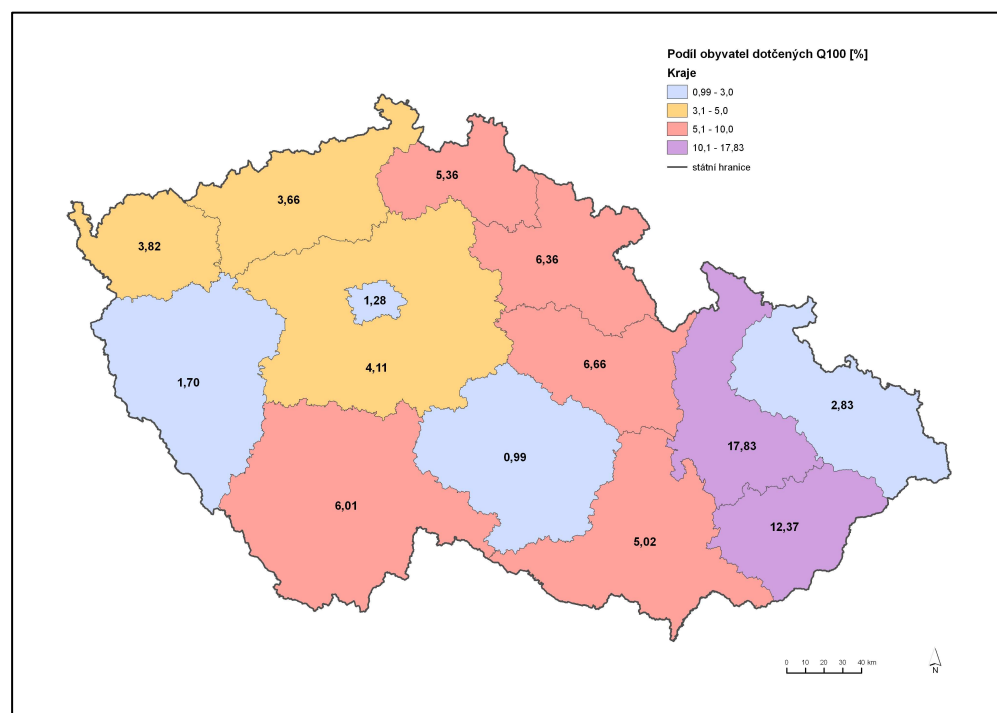 Podíl obyvatel dotčených Q100 [%]
Kraje
0,99 - 3,0
3,1 - 5,0
5,1 - 10,0
10,1 - 17,83
státní hranice
5,36
3,66
3,82
6,36
1,28
4,11
6,66
1,70
2,83
17,83
0,99
6,01
12,37
5,02
0 10 20 30 40 km
N